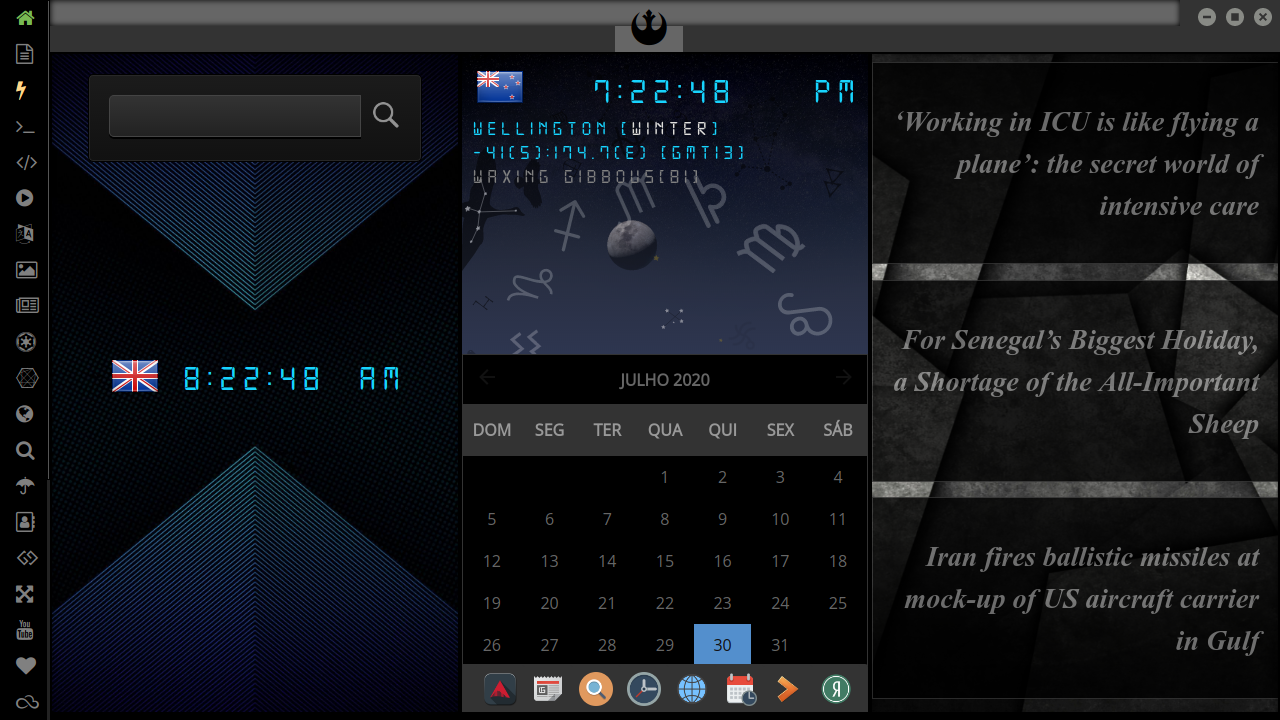 8:22:48 AM
7:22:48 PM
WELLINGTON [WINTER]
-41(S):174.7(E) [GMT13]
WAXING GIBBOUS[81]
JULHO 2020
DOM SEG TER QUA QUI SEX SÁB
1 2 3 4
5 6 7 8 9 10 11
12 13 14 15 16 17 18
19 20 21 22 23 24 25
26 27 28 29 30 31
‘Working in ICU is like flying a
plane’: the secret world of
intensive care
For Senegal’s Biggest Holiday,
a Shortage of the All-Important
Sheep
Iran fires ballistic missiles at
mock-up of US aircraft carrier
in Gulf
You
Tube